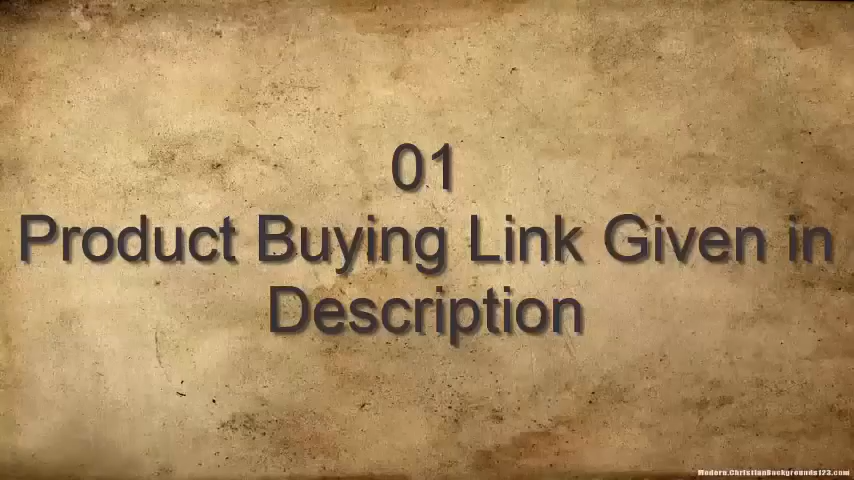 01
Product Buying Link Given in
Description
Modern.ChristianBackgrounds123.com